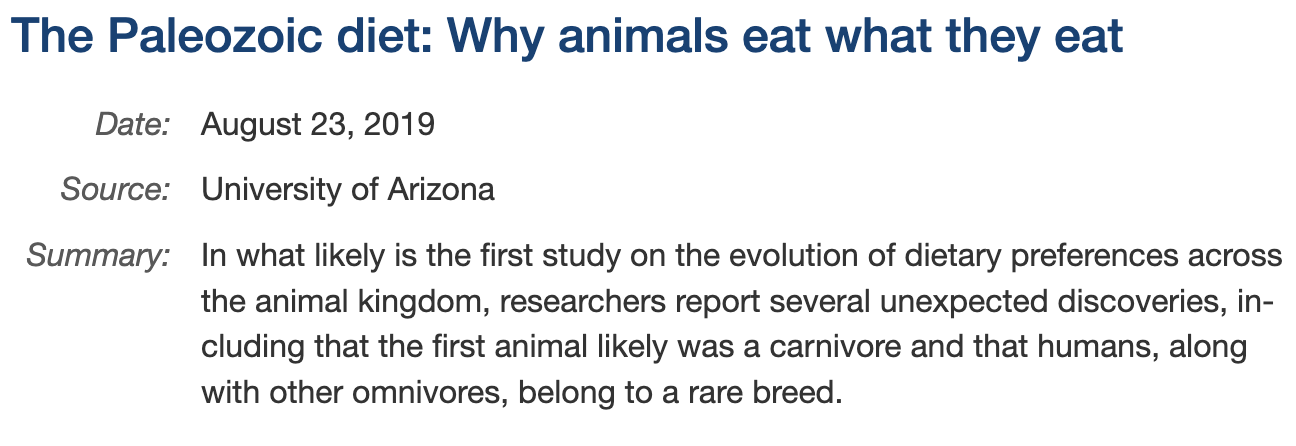 The Paleozoic diet: Why animals eat what they eat
Date: August 23, 2019
Source: University of Arizona
Summary: In what likely is the first study on the evolution of dietary preferences across
the animal kingdom, researchers report several unexpected discoveries, in-
cluding that the first animal likely was a carnivore and that humans, along
with other omnivores, belong to a rare breed.